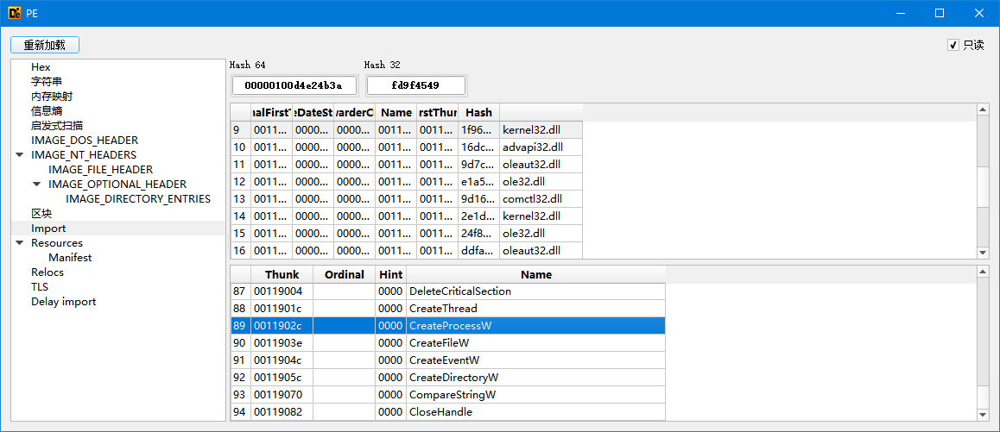 PE
重新加载
只读
Hex
字符串
内存映射
信息熵
启发式扫描
IMAGE_DOS_HEADER
IMAGE_NT_HEADERS
IMAGE_FILE_HEADER
IMAGE_OPTIONAL_HEADER
IMAGE_DIRECTORY_ENTRIES
区块
Import
Resources
Manifest
Relocs
TLS
Delay import
Hash 64 Hash 32
00000100d4e24b3a fd9f4549
nalFirstT eDateSt warderC Name rstThur Hash
9 0011... 0000... 0000... 0011... 0011... 1f96... kernel32.dll
10 0011... 0000... 0000... 0011... 0011... 16dc... advapi32.dll
11 0011... 0000... 0000... 0011... 0011... 9d7c... oleaut32.dll
12 0011... 0000... 0000... 0011... 0011... e1a5... ole32.dll
13 0011... 0000... 0000... 0011... 0011... 9d16... comctl32.dll
14 0011... 0000... 0000... 0011... 0011... 2e1d... kernel32.dll
15 0011... 0000... 0000... 0011... 0011... 24f8... ole32.dll
16 0011... 0000... 0000... 0011... 0011... ddfa... oleaut32.dll
Thunk Ordinal Hint Name
87 00119004 0000 DeleteCriticalSection
88 0011901c 0000 CreateThread
89 0011902c 0000 CreateProcessW
90 0011903e 0000 CreateFileW
91 0011904c 0000 CreateEventW
92 0011905c 0000 CreateDirectoryW
93 00119070 0000 CompareStringW
94 00119082 0000 CloseHandle